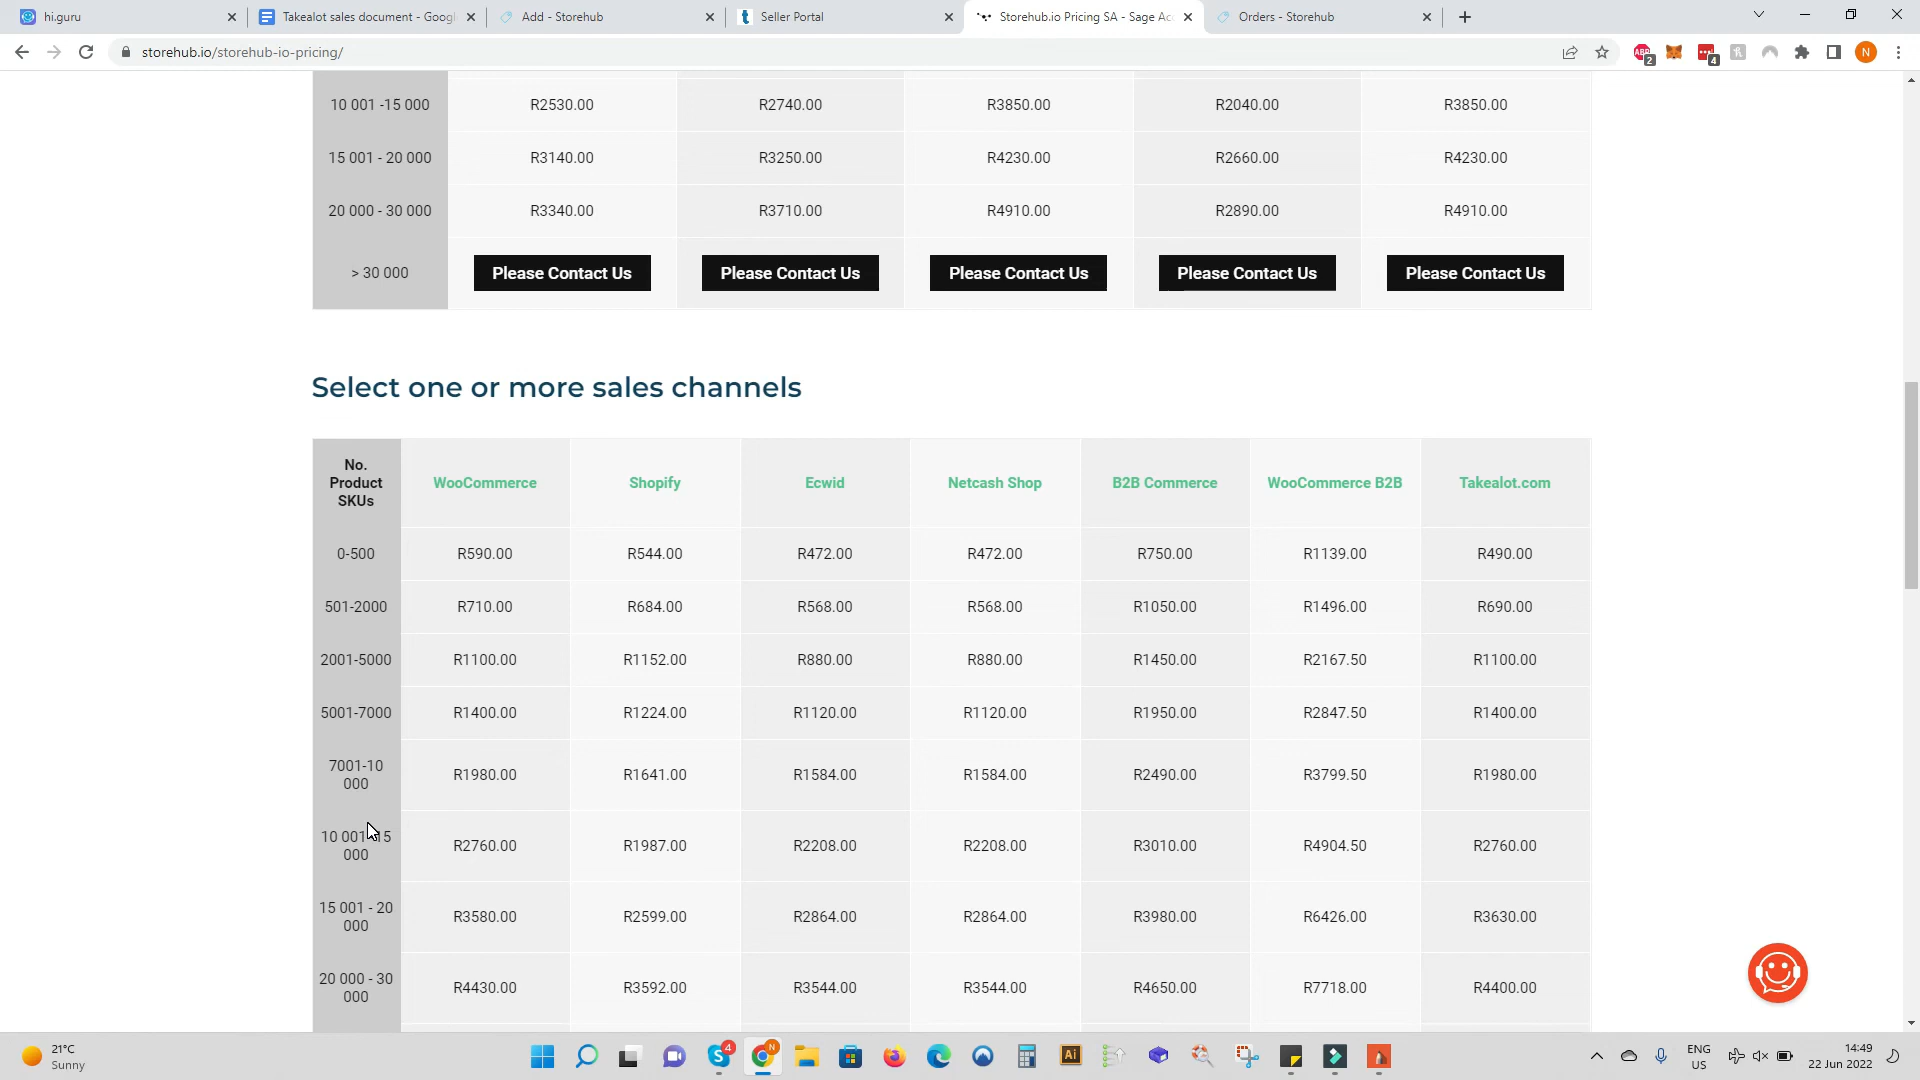 hi.guru
Takealot sales document - Googl
Add - Storehub
Seller Portal
Storehub.io Pricing SA - Sage Ac
Orders - Storehub
storehub.io/storehub-io-pricing/
2
4
N
10 001 -15 000 R2530.00 R2740.00 R3850.00 R2040.00 R3850.00
15 001 - 20 000 R3140.00 R3250.00 R4230.00 R2660.00 R4230.00
20 000 - 30 000 R3340.00 R3710.00 R4910.00 R2890.00 R4910.00
> 30 000 Please Contact Us Please Contact Us Please Contact Us Please Contact Us Please Contact Us
Select one or more sales channels
No.
Product
SKUs
WooCommerce Shopify Ecwid Netcash Shop B2B Commerce WooCommerce B2B Takealot.com
0-500 R590.00 R544.00 R472.00 R472.00 R750.00 R1139.00 R490.00
501-2000 R710.00 R684.00 R568.00 R568.00 R1050.00 R1496.00 R690.00
2001-5000 R1100.00 R1152.00 R880.00 R880.00 R1450.00 R2167.50 R1100.00
5001-7000 R1400.00 R1224.00 R1120.00 R1120.00 R1950.00 R2847.50 R1400.00
7001-10
000
R1980.00 R1641.00 R1584.00 R1584.00 R2490.00 R3799.50 R1980.00
10 001-15
000
R2760.00 R1987.00 R2208.00 R2208.00 R3010.00 R4904.50 R2760.00
15 001 - 20
000
R3580.00 R2599.00 R2864.00 R2864.00 R3980.00 R6426.00 R3630.00
20 000 - 30
000
R4430.00 R3592.00 R3544.00 R3544.00 R4650.00 R7718.00 R4400.00
21°C
Sunny
4
N
Ai
ENG
US
14:49
22 Jun 2022